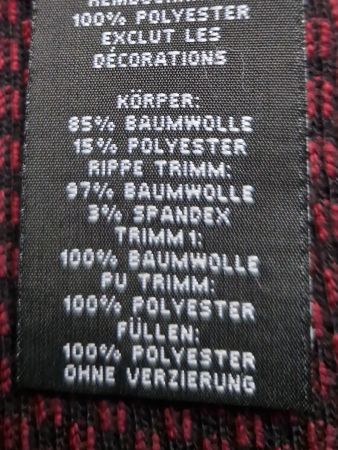 100% POLYESTER
EXCLUT LES
DÉCORATIONS
KÖRPER:
85% BAUMWOLLE
15% POLYESTER
RIPPE TRIMM:
97% BAUMWOLLE
3% SPANDEX
TRIMM 1:
100% BAUMWOLLE
PU TRIMM:
100% POLYESTER
FÜLLEN:
100% POLYESTER
OHNE VERZIERUNG